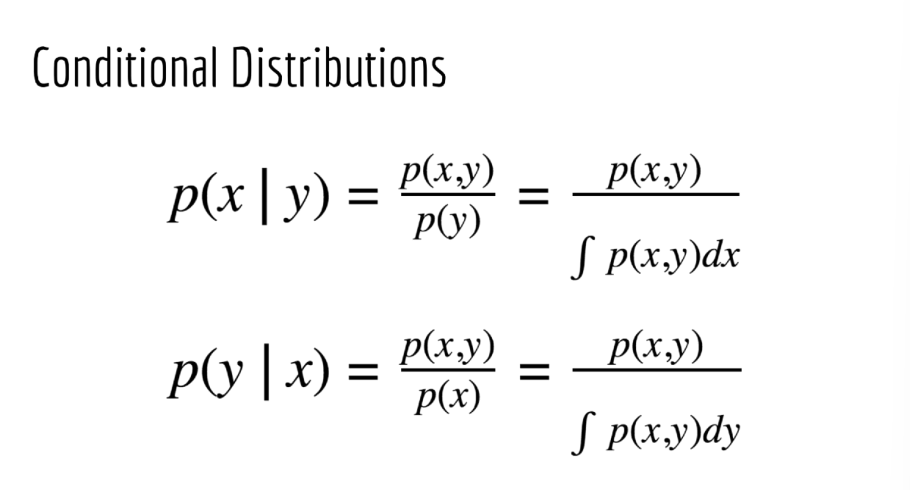 Conditional Distributions
p(x | y) = p(x,y) / p(y) = p(x,y) / ∫ p(x,y)dx
p(y | x) = p(x,y) / p(x) = p(x,y) / ∫ p(x,y)dy